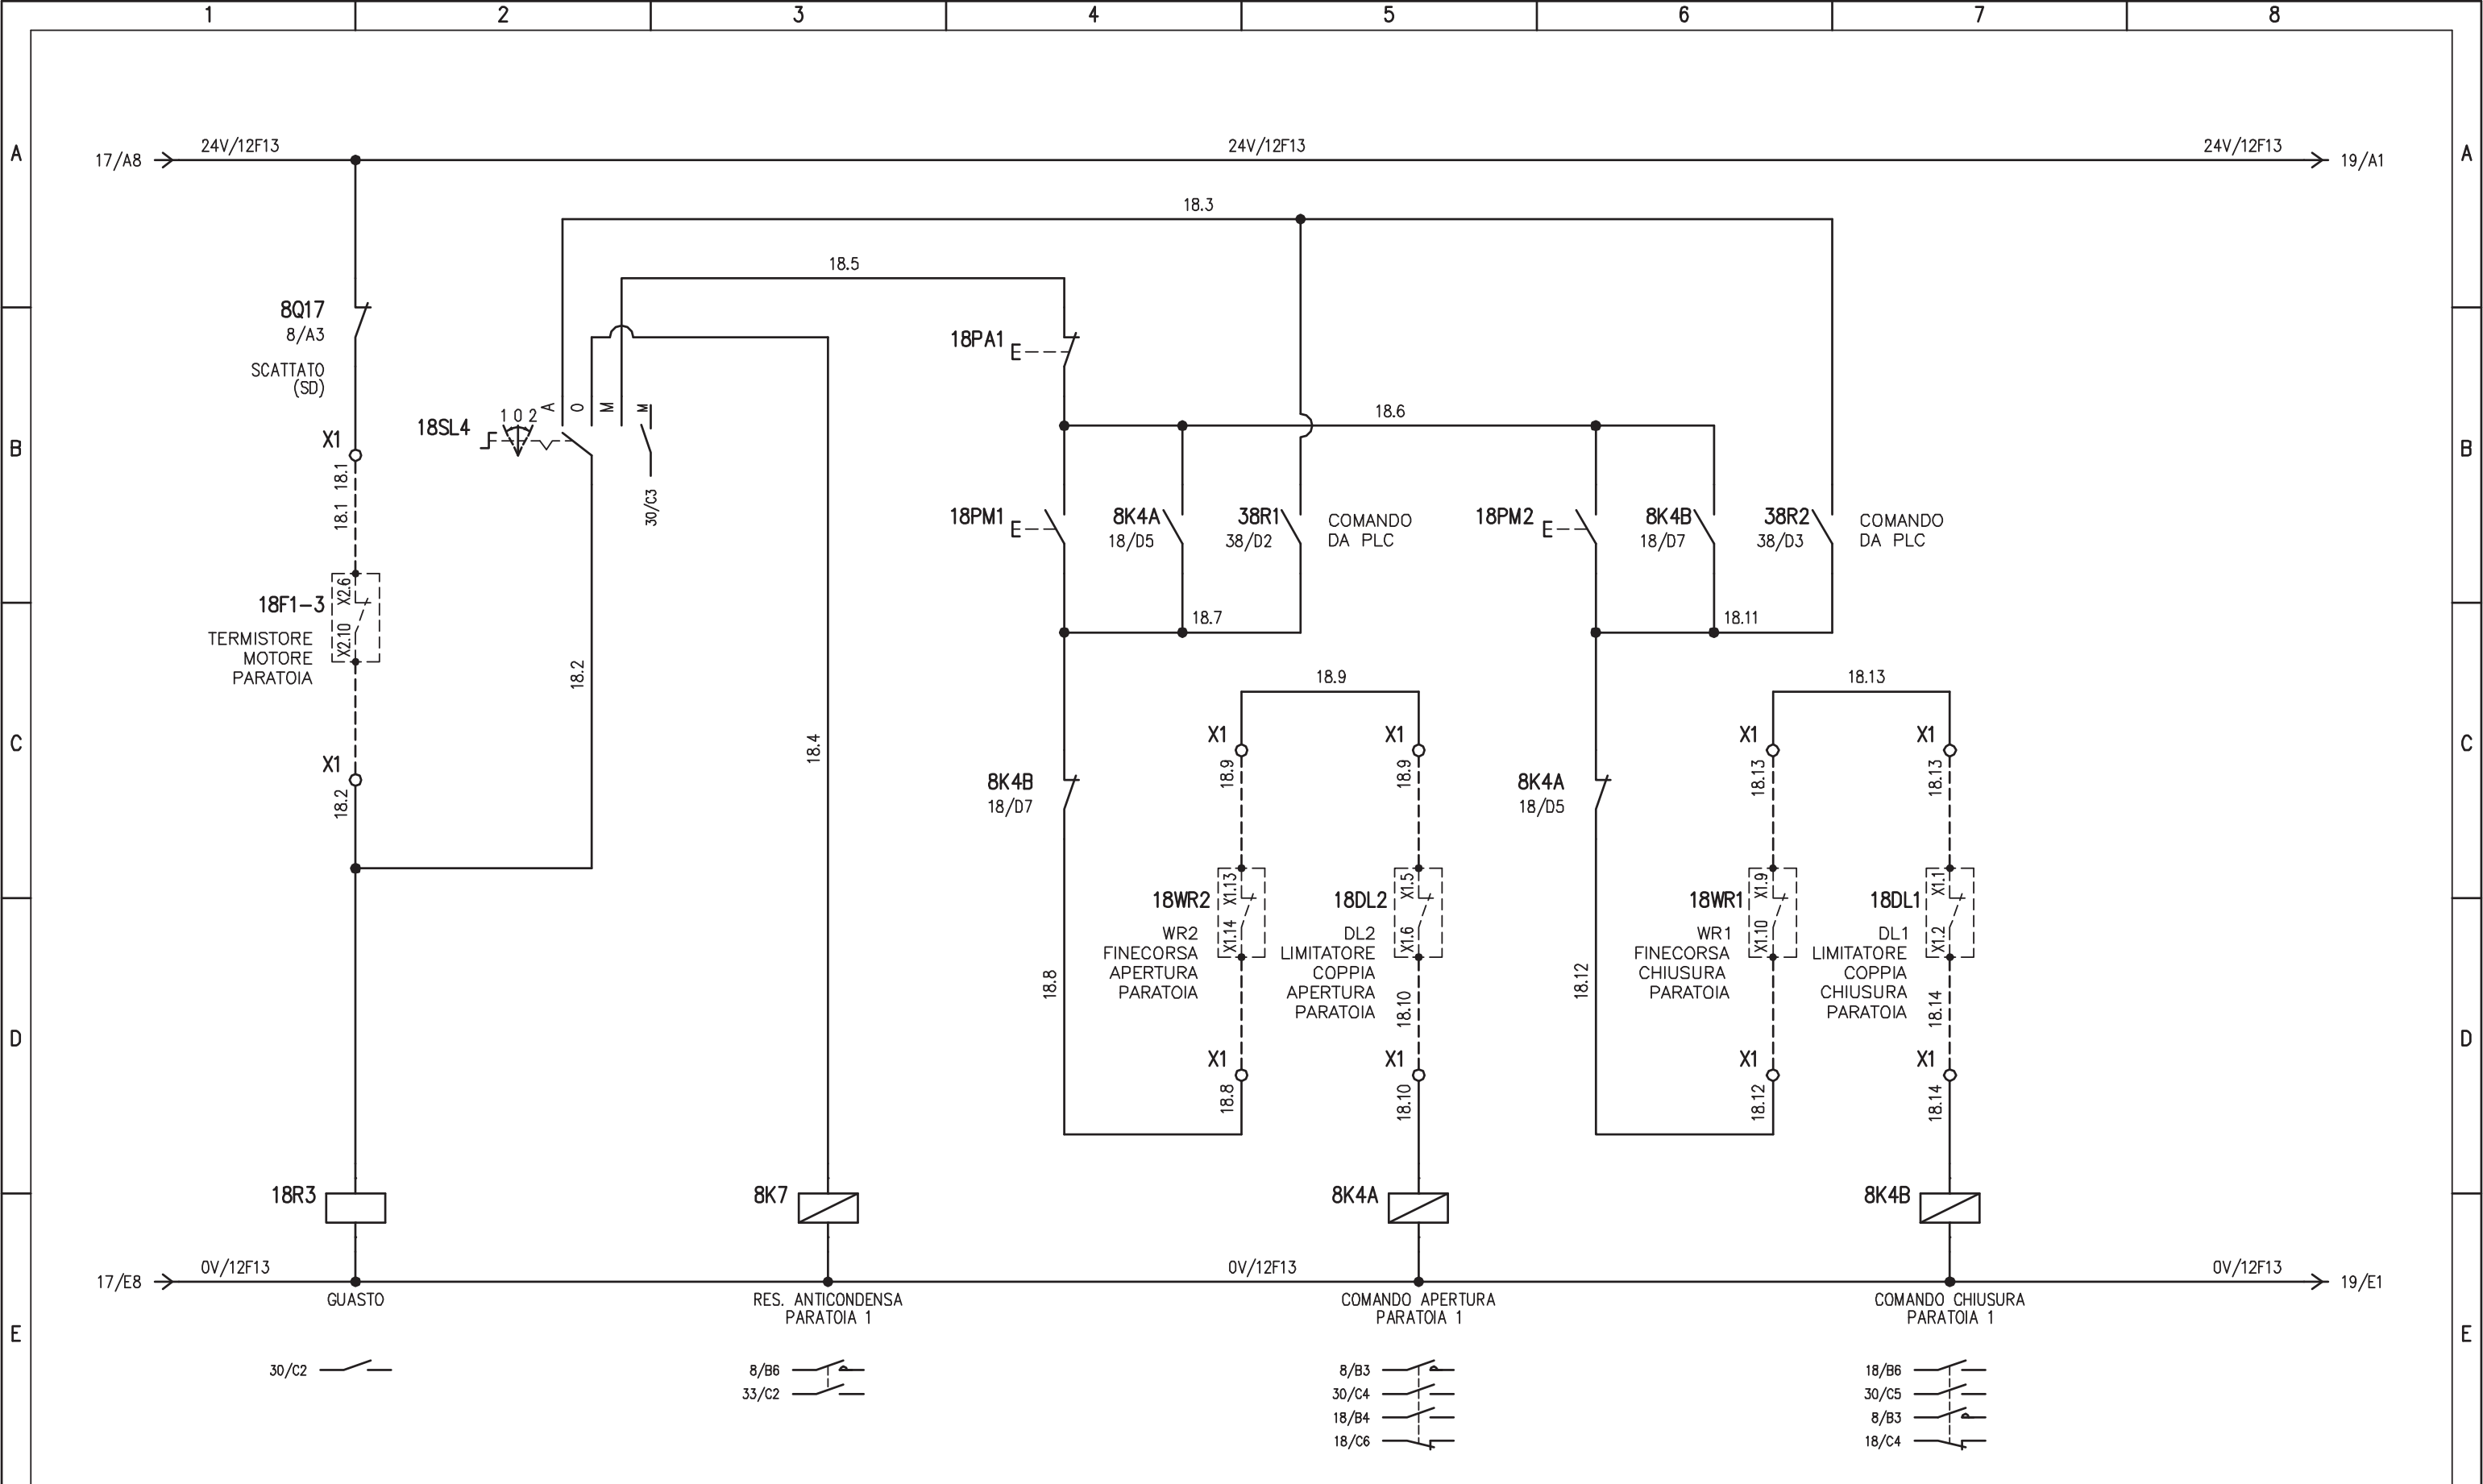 1 2 3 4 5 6 7 8
A A
17/A8 24V/12F13 24V/12F13 24V/12F13 19/A1
18.3
18.5
8Q17
8/A3
SCATTATO
(SD)
18PA1
18SL4
1 0 2
A
0
M
M
30/C3
18.6
B B
X1
18.1
18.1
18PM1
8K4A
18/D5
38R1
38/D2
COMANDO
DA PLC
18PM2
8K4B
18/D7
38R2
38/D3
COMANDO
DA PLC
X2.6
18F1-3
X2.10
TERMISTORE
MOTORE
PARATOIA
18.2
18.7
18.11
18.9
18.13
C C
X1
18.2
18.4
8K4B
18/D7
X1
18.9
X1
18.9
8K4A
18/D5
X1
18.13
X1
18.13
18WR2
X1.13
X1.14
WR2
FINECORSA
APERTURA
PARATOIA
18DL2
X1.5
X1.6
DL2
LIMITATORE
COPPIA
APERTURA
PARATOIA
18WR1
X1.9
X1.10
WR1
FINECORSA
CHIUSURA
PARATOIA
18DL1
X1.1
X1.2
DL1
LIMITATORE
COPPIA
CHIUSURA
PARATOIA
18.8
18.10
18.12
18.14
D D
X1
18.8
X1
18.10
X1
18.12
X1
18.14
18R3
8K7
8K4A
8K4B
17/E8 0V/12F13 0V/12F13 0V/12F13 19/E1
GUASTO
RES. ANTICONDENSA
PARATOIA 1
COMANDO APERTURA
PARATOIA 1
COMANDO CHIUSURA
PARATOIA 1
E E
30/C2
8/B6
33/C2
8/B3
30/C4
18/B4
18/C6
18/B6
30/C5
8/B3
18/C4
E
E
E